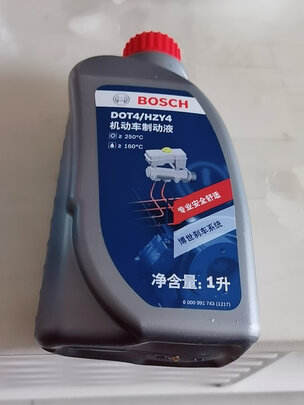 BOSCH
DOT4/HZY4
机动车制动液
≥ 250°C
≥ 160°C
专业安全舒适
博世刹车系统
净含量: 1升
6 000 991 743 (1217)